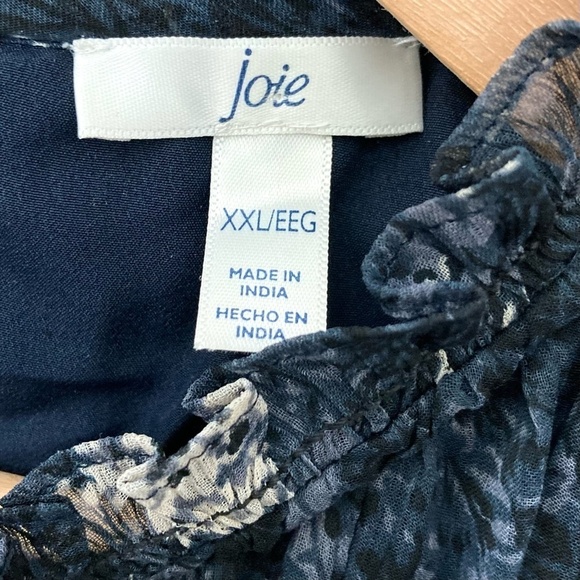 joie
XXL/EEG
MADE IN
INDIA
HECHO EN
INDIA